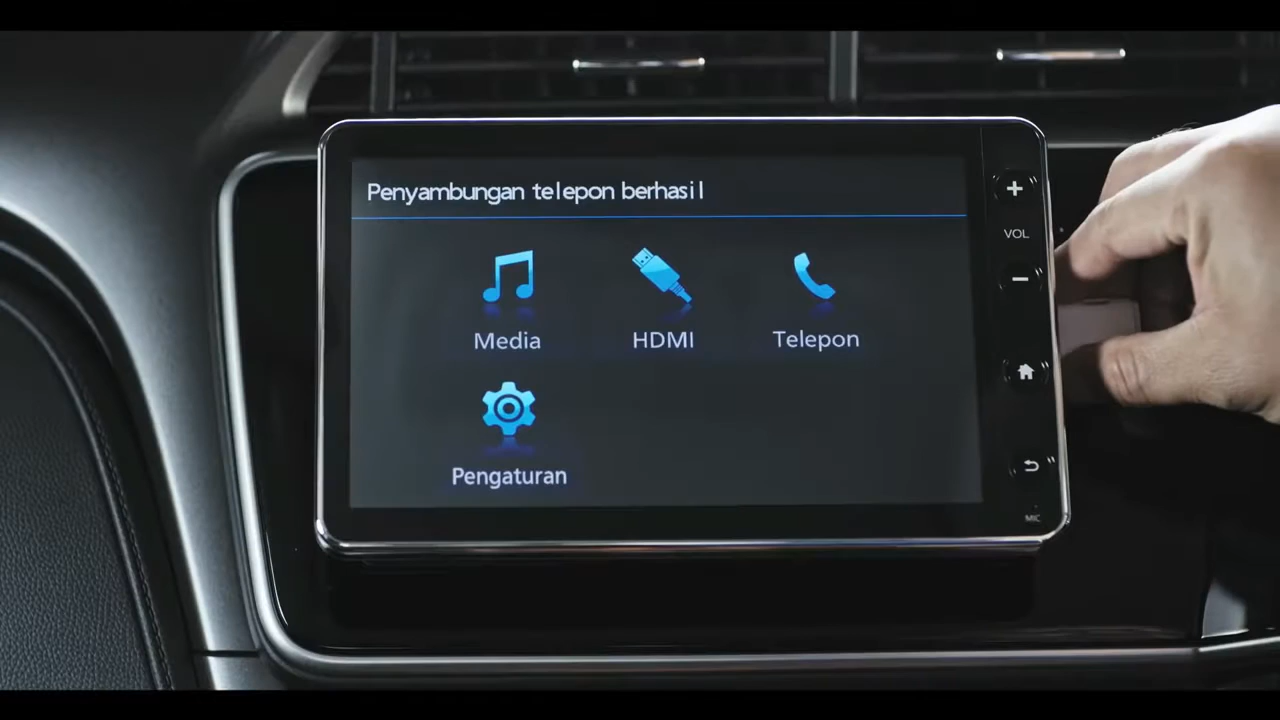 Penyambungan telepon berhasil
Media
HDMI
Telepon
Pengaturan
+
VOL
−
MIC